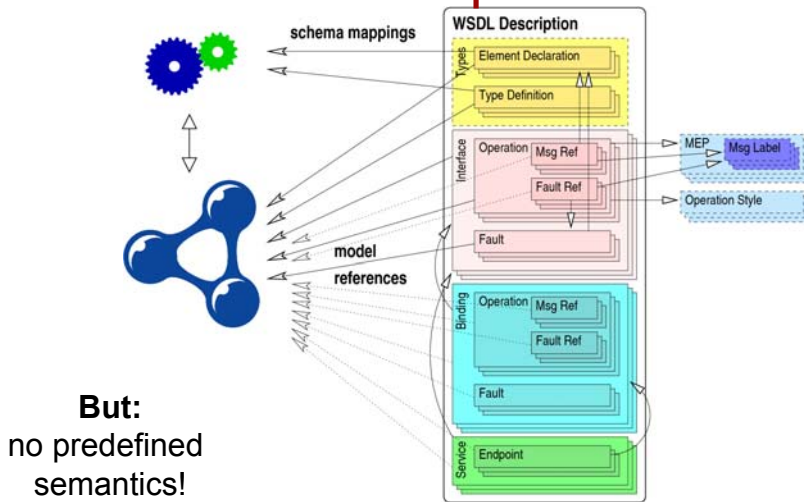 WSDL Description
schema mappings
Types
Element Declaration
Type Definition
Interface
Operation
Msg Ref
Fault Ref
Fault
MEP
Msg Label
Operation Style
model
references
Binding
Operation
Msg Ref
Fault Ref
Fault
Service
Endpoint
But:
no predefined
semantics!